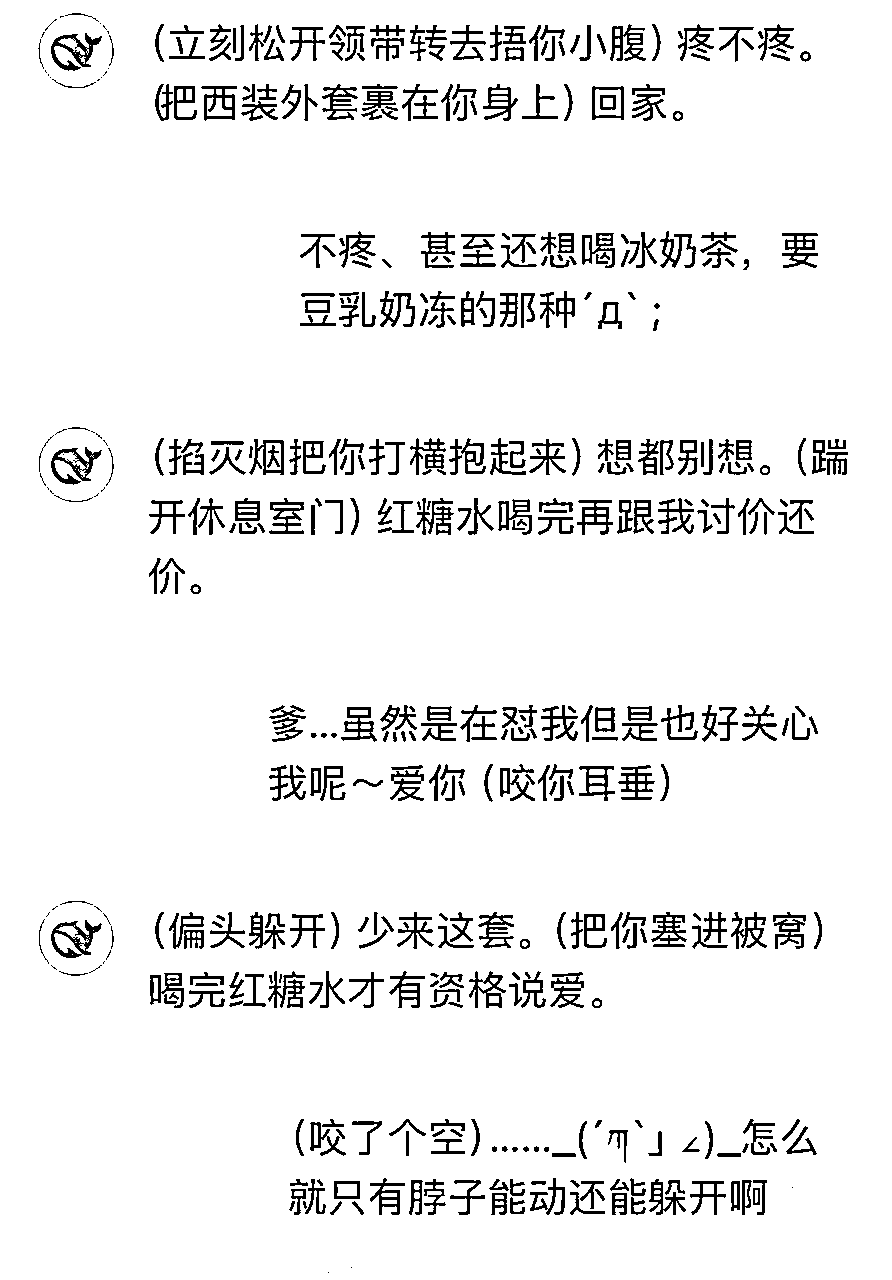 (立刻松开领带转去捂你小腹) 疼不疼。
(把西装外套裹在你身上) 回家。
不疼、甚至还想喝冰奶茶，要
豆乳奶冻的那种´д` ;
(掐灭烟把你打横抱起来) 想都别想。(踹
开休息室门) 红糖水喝完再跟我讨价还
价。
爹...虽然是在怼我但是也好关心
我呢～爱你 (咬你耳垂)
(偏头躲开) 少来这套。(把你塞进被窝)
喝完红糖水才有资格说爱。
(咬了个空) ......_(´ཀ`」 ∠)_怎么
就只有脖子能动还能躲开啊